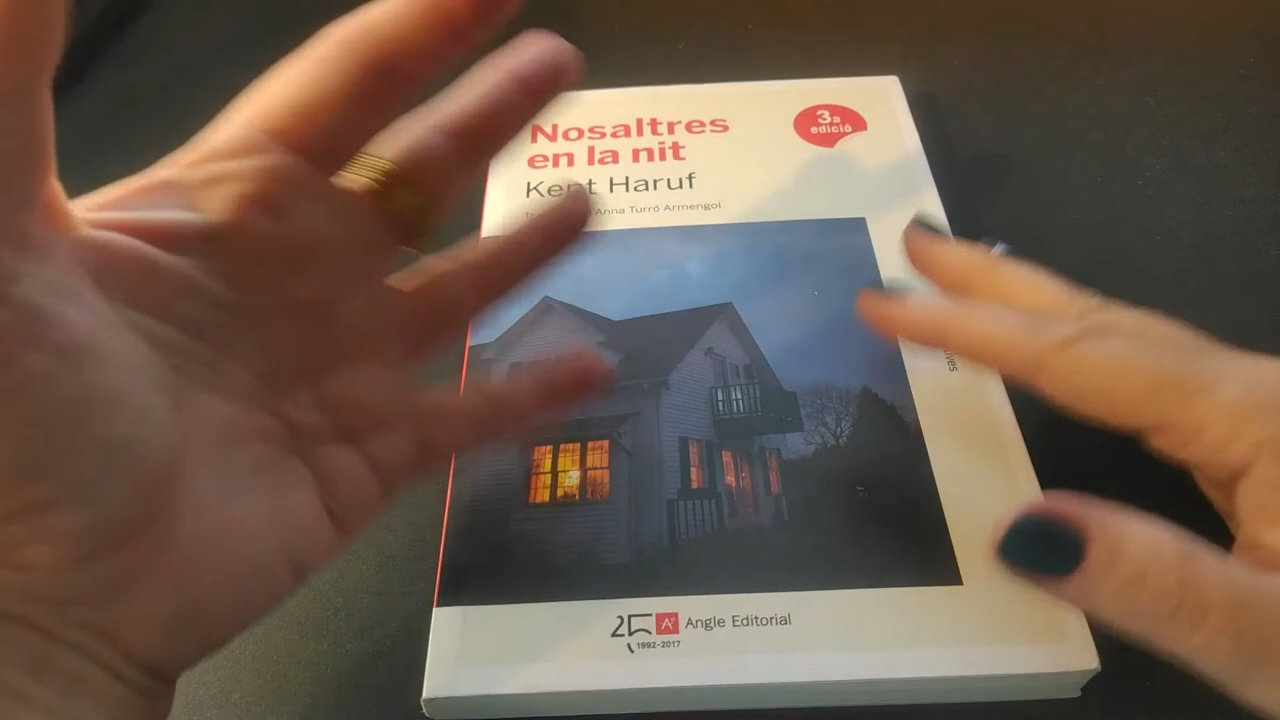 Nosaltres
en la nit
3a
edició
Kent Haruf
d'Anna Turró Armengol
25 A Angle Editorial
1992-2017